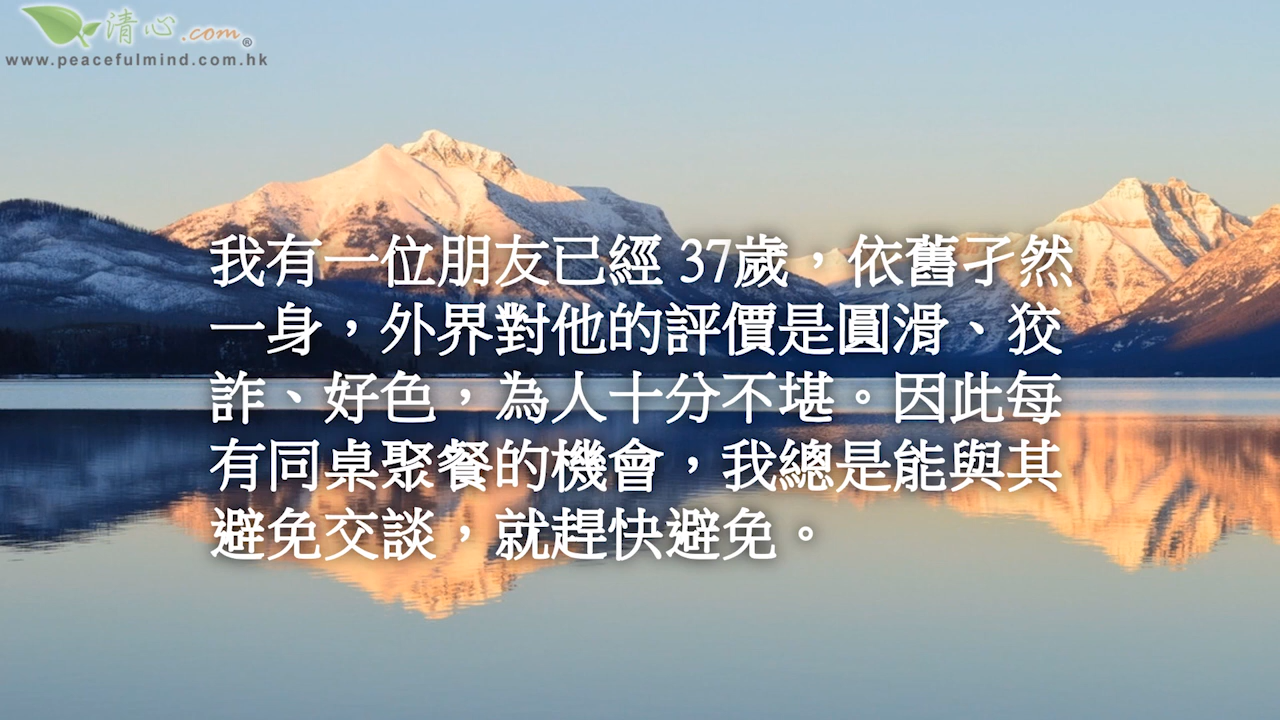 清心.com®
www.peacefulmind.com.hk
我有一位朋友已經 37歲，依舊孑然
一身，外界對他的評價是圓滑、狡
詐、好色，為人十分不堪。因此每
有同桌聚餐的機會，我總是能與其
避免交談，就趕快避免。